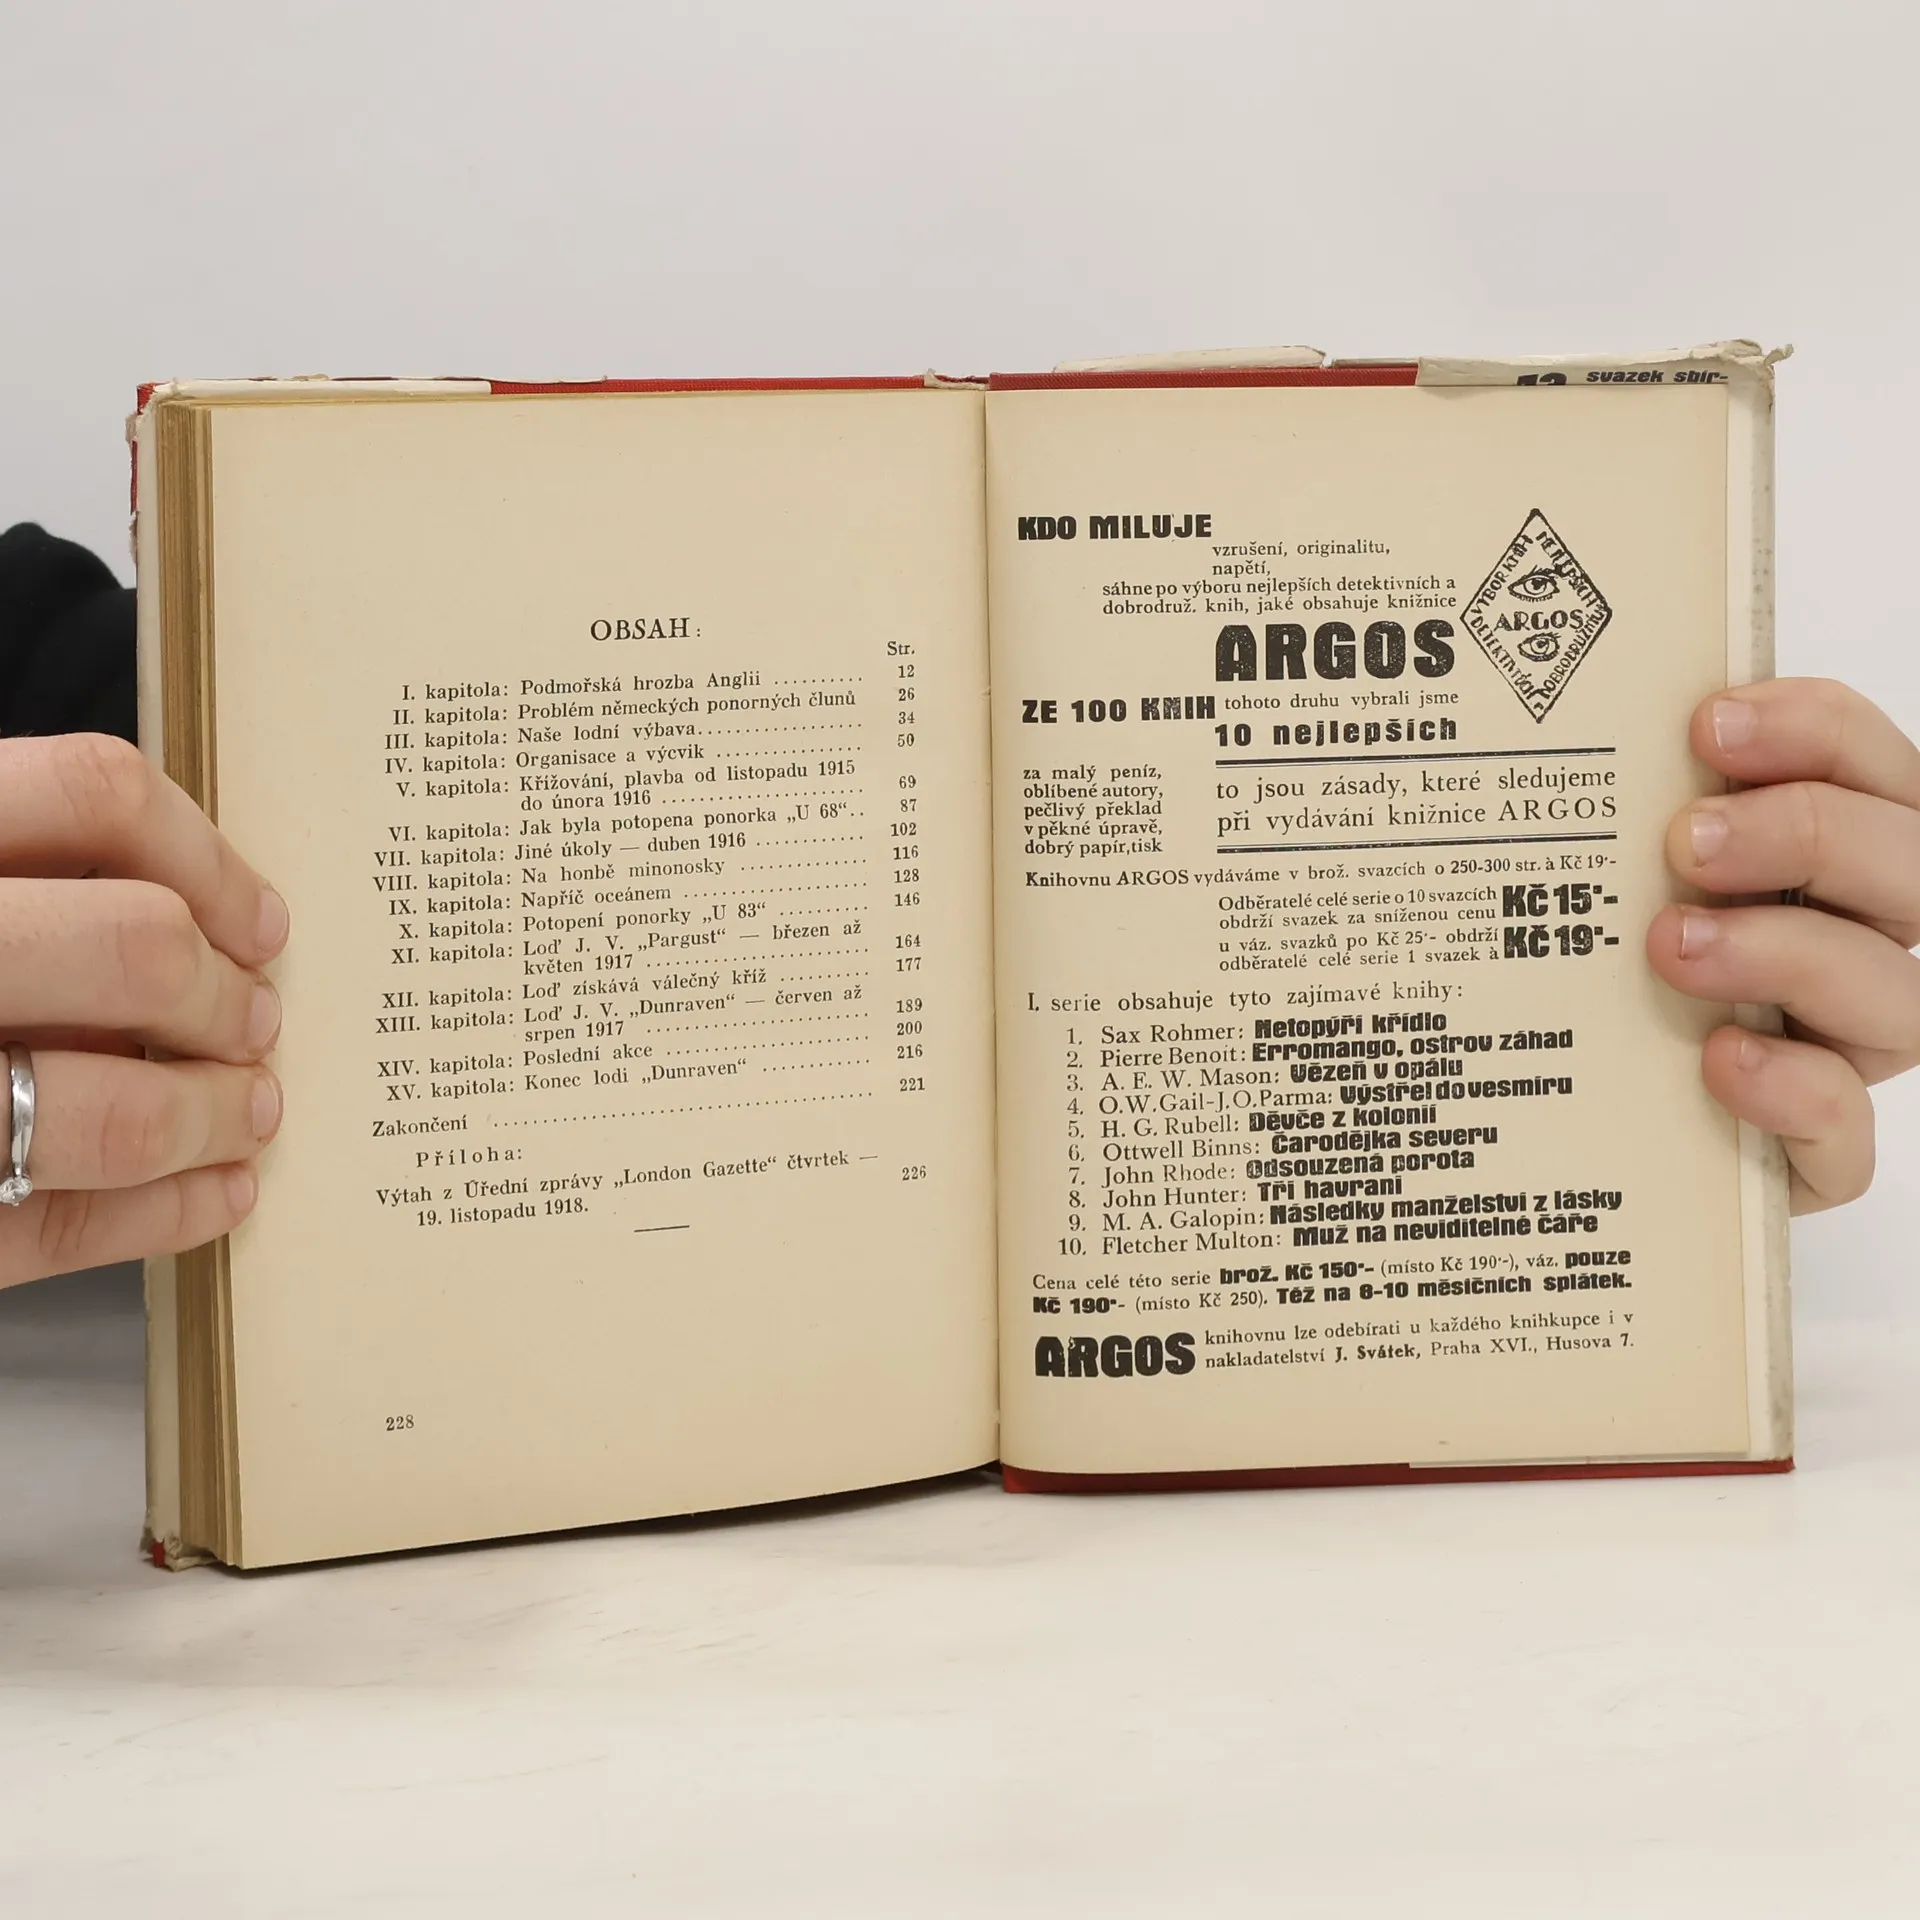 OBSAH:
Str.
I. kapitola: Podmořská hrozba Anglii .......... 12
II. kapitola: Problém německých ponorných člunů 26
III. kapitola: Naše lodní výbava................. 34
IV. kapitola: Organisace a výcvik ............... 50
V. kapitola: Křížování, plavba od listopadu 1915
do února 1916 ..................... 69
VI. kapitola: Jak byla potopena ponorka „U 68“.. 87
VII. kapitola: Jiné úkoly — duben 1916 ........... 102
VIII. kapitola: Na honbě minonosky ............. 116
IX. kapitola: Napříč oceánem ................... 128
X. kapitola: Potopení ponorky „U 83“ ......... 146
XI. kapitola: Loď J. V. „Pargust“ — březen až
květen 1917 ....................... 164
XII. kapitola: Loď získává válečný kříž ......... 177
XIII. kapitola: Loď J. V. „Dunraven“ — červen až
srpen 1917 ....................... 189
XIV. kapitola: Poslední akce ..................... 200
XV. kapitola: Konec lodi „Dunraven“ ........... 216
Zakončení ....................................... 221
Příloha:
Výtah z Úřední zprávy „London Gazette“ čtvrtek —
19. listopadu 1918. 226
228
svazek sbír-
KDO MILUJE
vzrušení, originalitu,
napětí,
sáhne po výboru nejlepších detektivních a
dobrodruž. knih, jaké obsahuje knižnice
ARGOS
VÝBOR KNIH NEJLEPŠÍCH DETEKTIVNÍCH DOBRODRUŽNÝCH
ARGOS
ZE 100 KNIH tohoto druhu vybrali jsme
10 nejlepších
za malý peníz,
oblíbené autory,
pečlivý překlad
v pěkné úpravě,
dobrý papír,tisk
to jsou zásady, které sledujeme
při vydávání knižnice ARGOS
Knihovnu ARGOS vydáváme v brož. svazcích o 250-300 str. à Kč 19·-
Odběratelé celé serie o 10 svazcích
obdrží svazek za sníženou cenu Kč 15·-
u váz. svazků po Kč 25·- obdrží
odběratelé celé serie 1 svazek à Kč 19·-
I. serie obsahuje tyto zajímavé knihy:
1. Sax Rohmer: Netopýří křídlo
2. Pierre Benoit: Erromango, ostrov záhad
3. A. E. W. Mason: Vězeň v opálu
4. O.W.Gail-J.O.Parma: Výstřel do vesmíru
5. H. G. Rubell: Děvče z kolonií
6. Ottwell Binns: Čarodějka severu
7. John Rhode: Odsouzená porota
8. John Hunter: Tři havrani
9. M. A. Galopin: Následky manželství z lásky
10. Fletcher Multon: Muž na neviditelné čáře
Cena celé této serie brož. Kč 150·- (místo Kč 190·-), váz. pouze
Kč 190·- (místo Kč 250). Též na 8-10 měsíčních splátek.
ARGOS knihovnu lze odebírati u každého knihkupce i v
nakladatelství J. Svátek, Praha XVI., Husova 7.